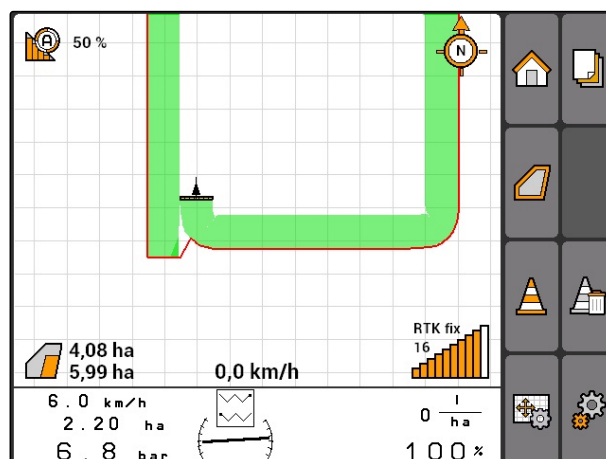 A
50 %
N
RTK fix
16
4,08 ha
5,99 ha
0,0 km/h
6.0 km/h
2.20 ha
6.8 bar
0 l/ha
100%